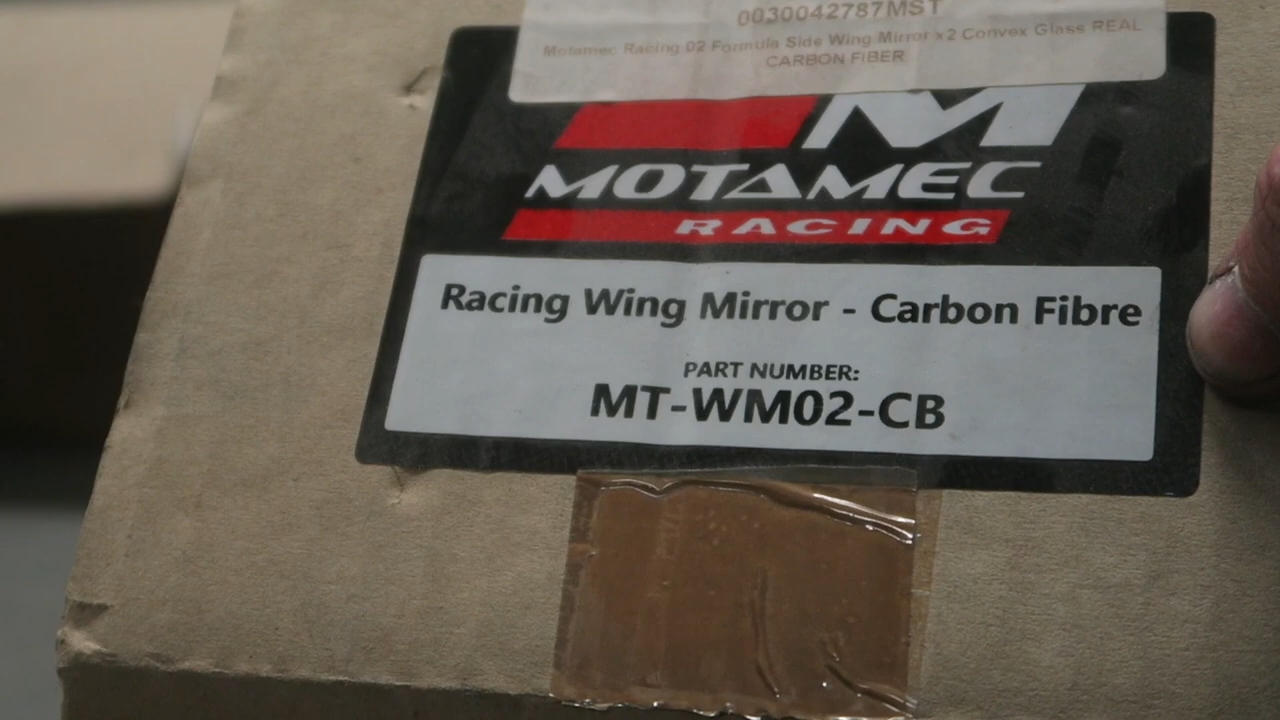 0030042787MST
Motamec Racing 02 Formula Side Wing Mirror x2 Convex Glass REAL
CARBON FIBER
M
MOTAMEC
RACING
Racing Wing Mirror - Carbon Fibre
PART NUMBER:
MT-WM02-CB